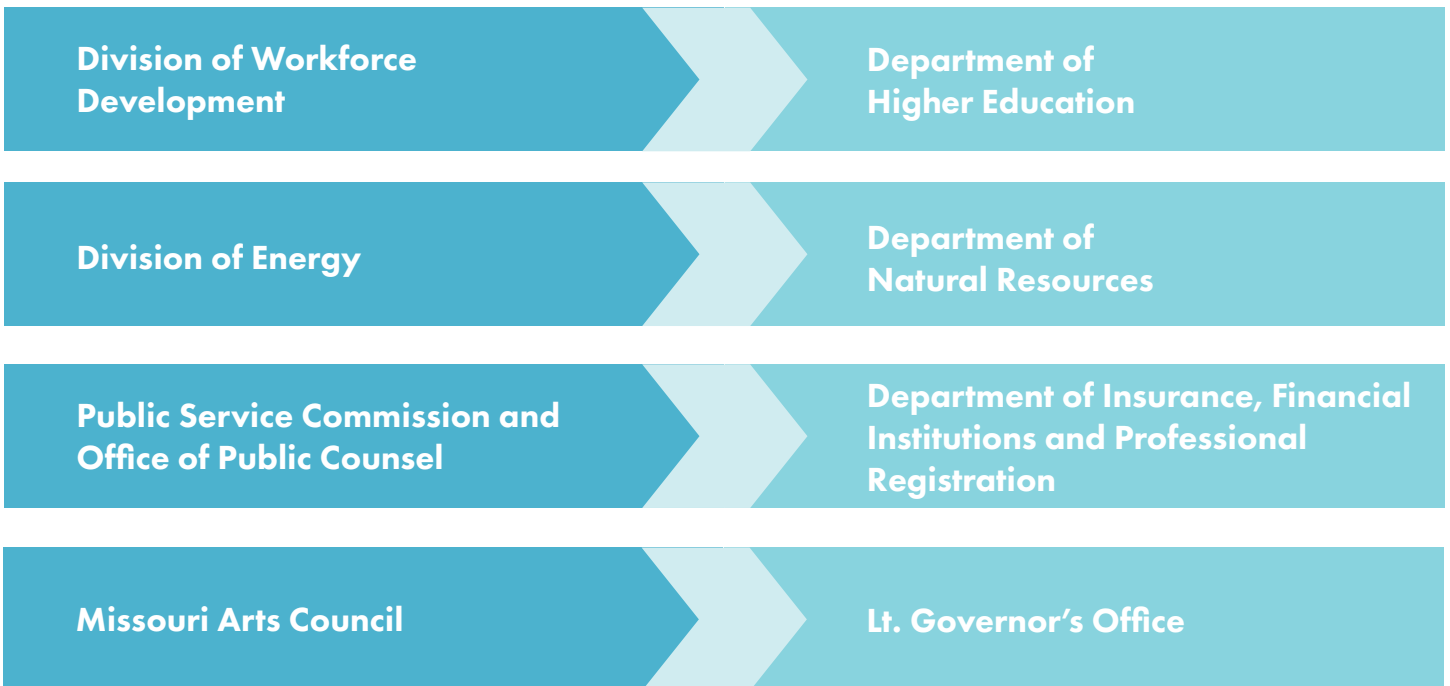 Division of Workforce
Development
Department of
Higher Education
Division of Energy
Department of
Natural Resources
Public Service Commission and
Office of Public Counsel
Department of Insurance, Financial
Institutions and Professional
Registration
Missouri Arts Council
Lt. Governor’s Office